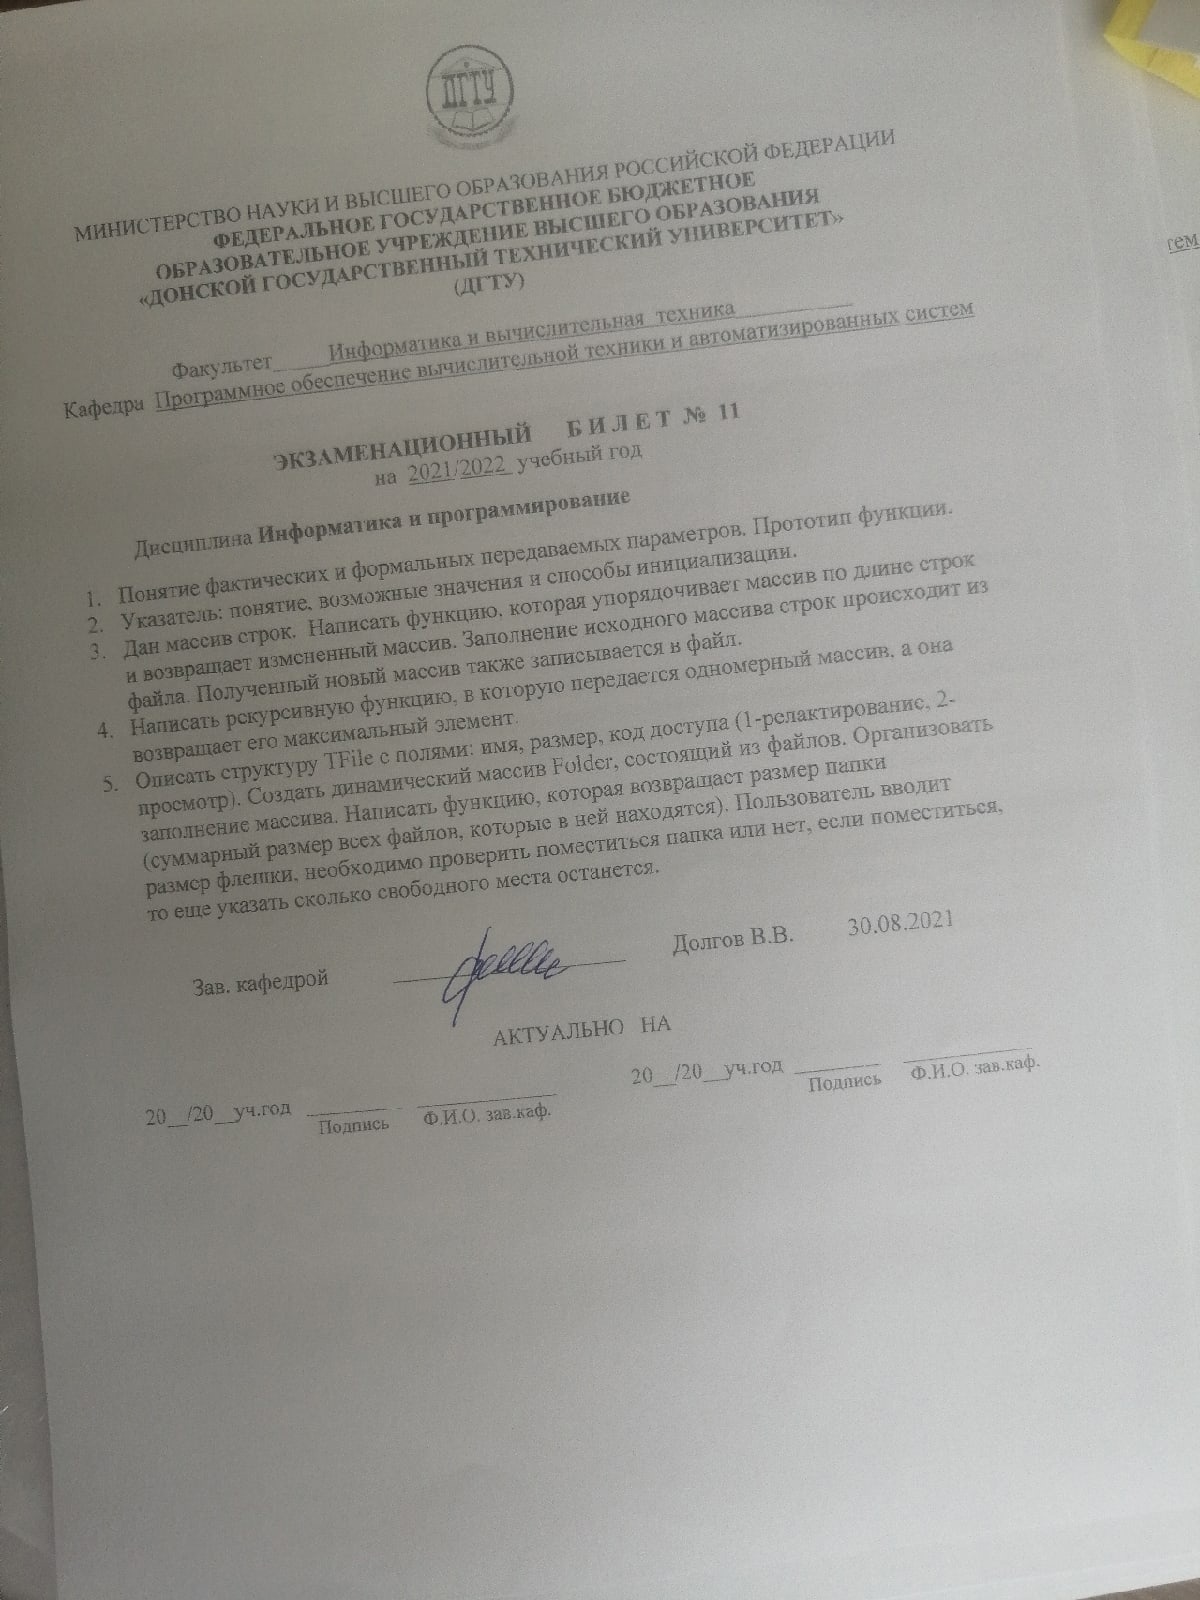 ДГТУ
МИНИСТЕРСТВО НАУКИ И ВЫСШЕГО ОБРАЗОВАНИЯ РОССИЙСКОЙ ФЕДЕРАЦИИ
ФЕДЕРАЛЬНОЕ ГОСУДАРСТВЕННОЕ БЮДЖЕТНОЕ
ОБРАЗОВАТЕЛЬНОЕ УЧРЕЖДЕНИЕ ВЫСШЕГО ОБРАЗОВАНИЯ
«ДОНСКОЙ ГОСУДАРСТВЕННЫЙ ТЕХНИЧЕСКИЙ УНИВЕРСИТЕТ»
(ДГТУ)
тем
Факультет_____Информатика и вычислительная техника__________
Кафедра Программное обеспечение вычислительной техники и автоматизированных систем
ЭКЗАМЕНАЦИОННЫЙ Б И Л Е Т № 11
на 2021/2022 учебный год
Дисциплина Информатика и программирование
1. Понятие фактических и формальных передаваемых параметров. Прототип функции.
2. Указатель: понятие, возможные значения и способы инициализации.
3. Дан массив строк. Написать функцию, которая упорядочивает массив по длине строк
и возвращает измененный массив. Заполнение исходного массива строк происходит из
файла. Полученный новый массив также записывается в файл.
4. Написать рекурсивную функцию, в которую передается одномерный массив, а она
возвращает его максимальный элемент.
5. Описать структуру TFile с полями: имя, размер, код доступа (1-редактирование, 2-
просмотр). Создать динамический массив Folder, состоящий из файлов. Организовать
заполнение массива. Написать функцию, которая возвращает размер папки
(суммарный размер всех файлов, которые в ней находятся). Пользователь вводит
размер флешки, необходимо проверить поместиться папка или нет, если поместиться,
то еще указать сколько свободного места останется.
Зав. кафедрой Долгов В.В. 30.08.2021
АКТУАЛЬНО НА
20__/20__уч.год 20__/20__уч.год
Подпись Ф.И.О. зав.каф. Подпись Ф.И.О. зав.каф.